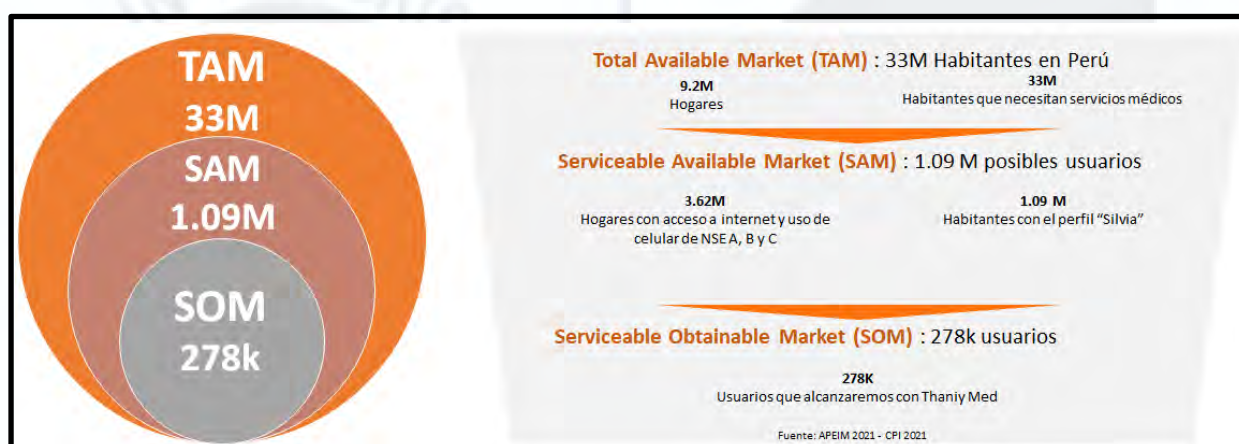 TAM
33M
SAM
1.09M
SOM
278k
Total Available Market (TAM) : 33M Habitantes en Perú
9.2M
Hogares
33M
Habitantes que necesitan servicios médicos
Serviceable Available Market (SAM) : 1.09 M posibles usuarios
3.62M
Hogares con acceso a internet y uso de
celular de NSE A, B y C
1.09 M
Habitantes con el perfil “Silvia”
Serviceable Obtainable Market (SOM) : 278k usuarios
278K
Usuarios que alcanzaremos con Thaniy Med
Fuente: APEIM 2021 - CPI 2021